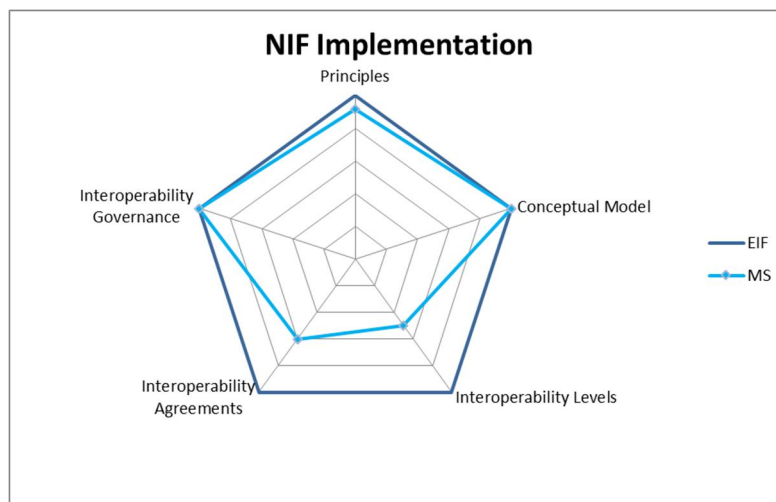 NIF Implementation
Principles
Interoperability
Governance
Conceptual Model
EIF
MS
Interoperability
Agreements
Interoperability Levels